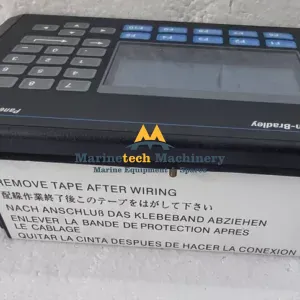 n-Bradley
Pane
Marinetech Machinery
Marine Equipment & Spares
REMOVE TAPE AFTER WIRING
配線作業終了後このテープをはがして下さい
NACH ANSCHLUß DAS KLEBEBAND ABZIEHEN
ENLEVER LA BANDE DE PROTECTION APRES
LE CABLAGE
QUITAR LA CINTA DESPUES DE HACER LA CONEXION